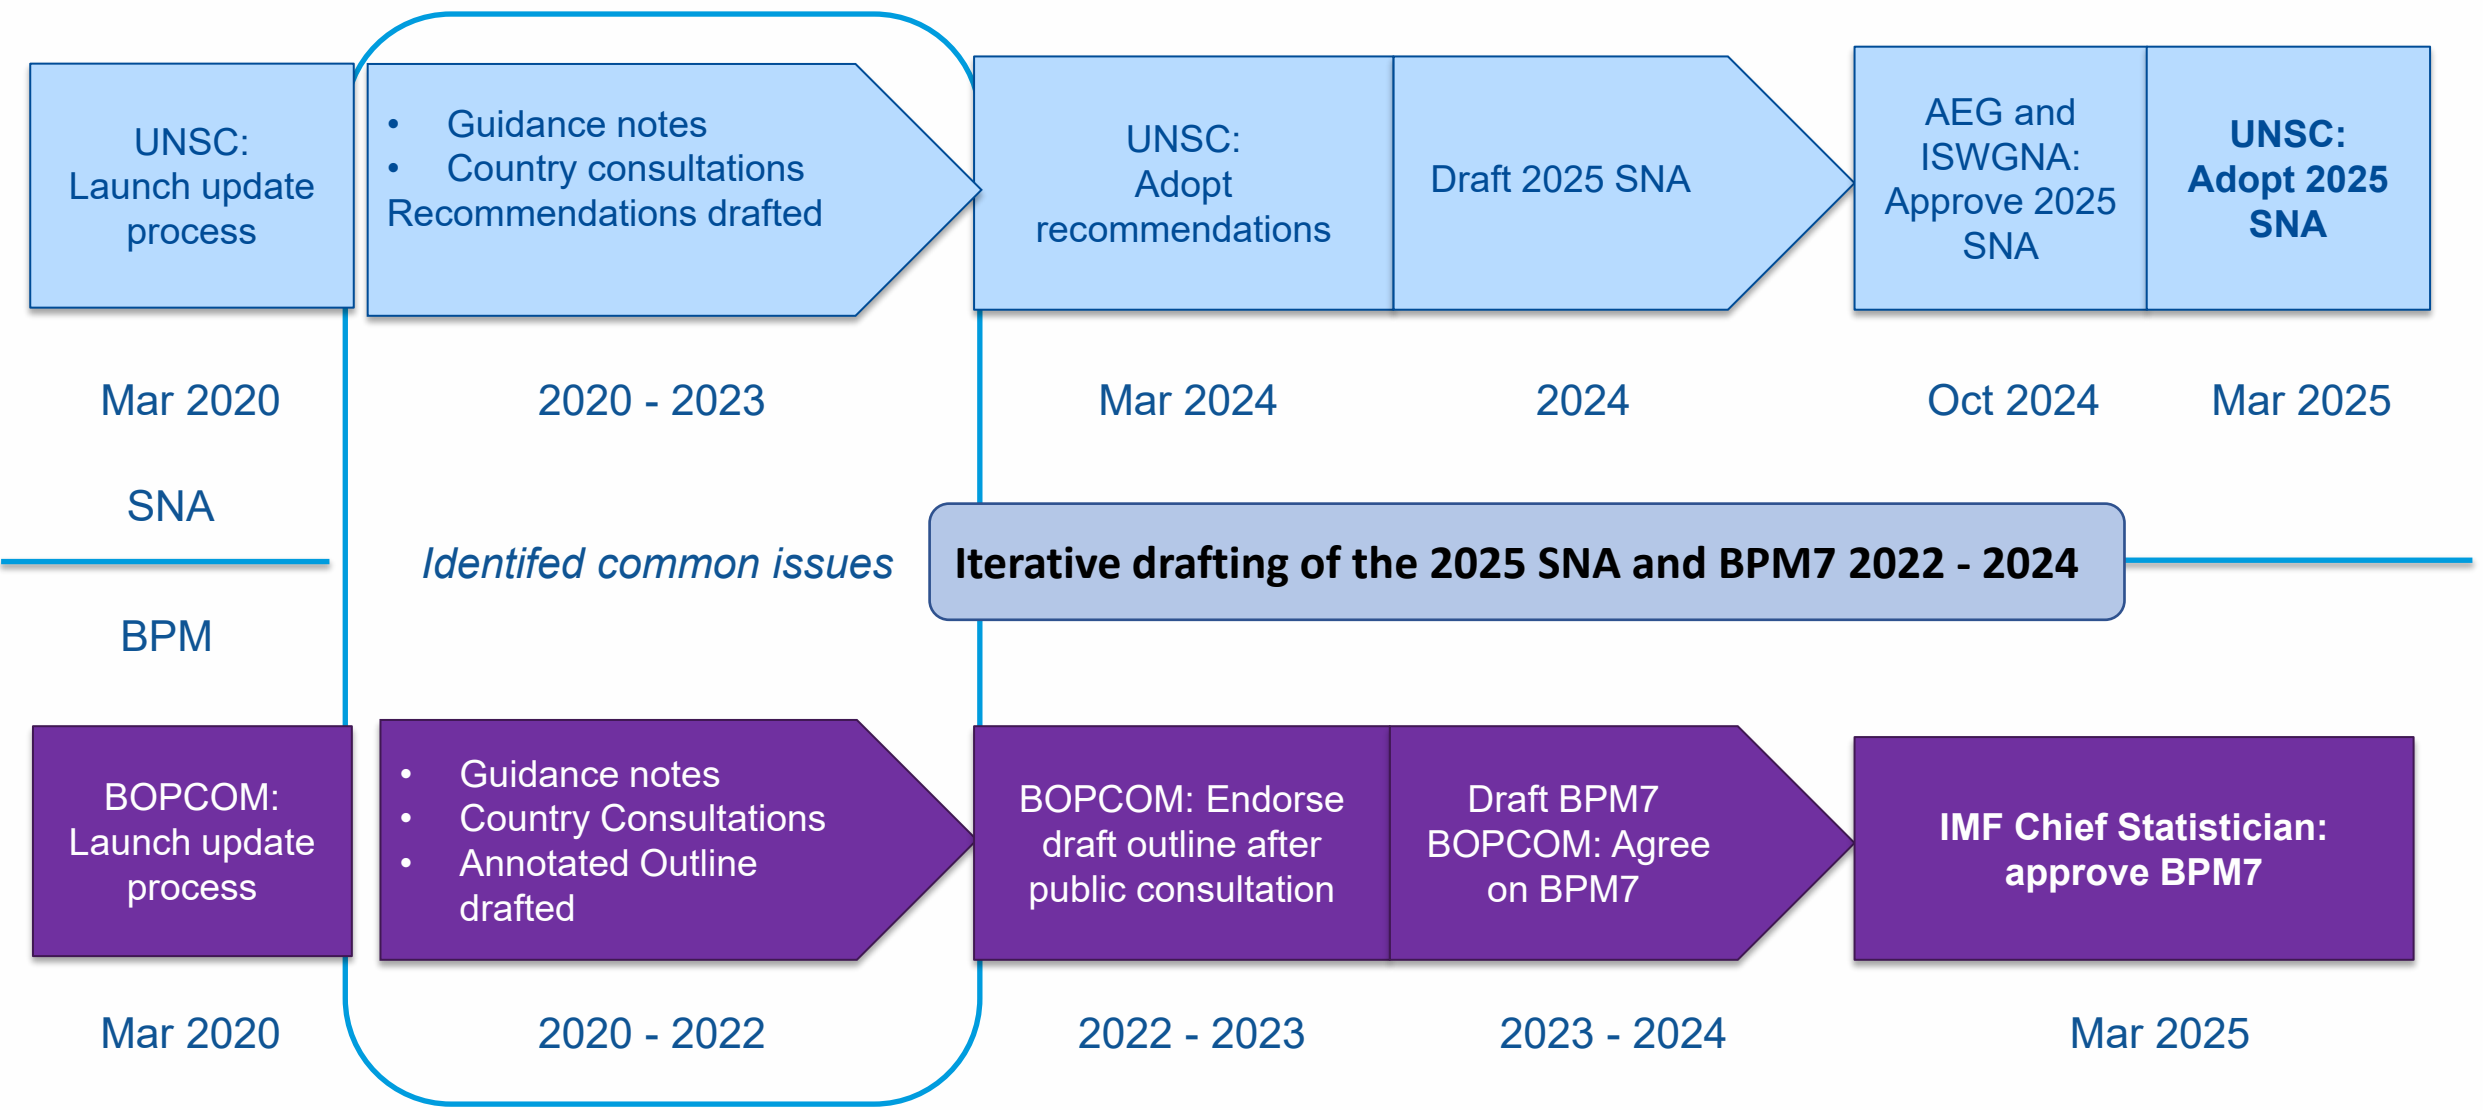 UNSC:
Launch update
process
• Guidance notes
• Country consultations
Recommendations drafted
UNSC:
Adopt
recommendations
Draft 2025 SNA
AEG and
ISWGNA:
Approve 2025
SNA
UNSC:
Adopt 2025
SNA
Mar 2020
2020 - 2023
Mar 2024
2024
Oct 2024
Mar 2025
SNA
Identifed common issues
Iterative drafting of the 2025 SNA and BPM7 2022 - 2024
BPM
BOPCOM:
Launch update
process
• Guidance notes
• Country Consultations
• Annotated Outline
drafted
BOPCOM: Endorse
draft outline after
public consultation
Draft BPM7
BOPCOM: Agree
on BPM7
IMF Chief Statistician:
approve BPM7
Mar 2020
2020 - 2022
2022 - 2023
2023 - 2024
Mar 2025